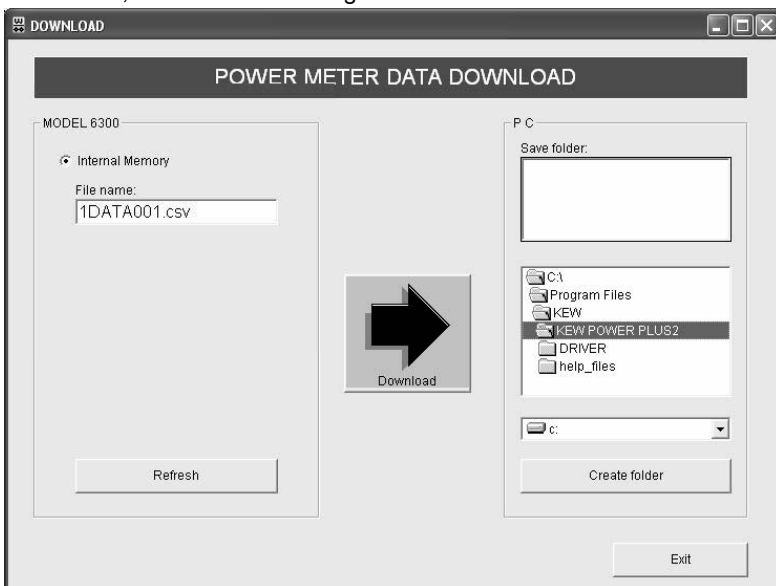 DOWNLOAD
POWER METER DATA DOWNLOAD
MODEL 6300
Internal Memory
File name:
1DATA001.csv
Refresh
Download
P C
Save folder:
C:\
Program Files
KEW
KEW POWER PLUS2
DRIVER
help_files
c:
Create folder
Exit